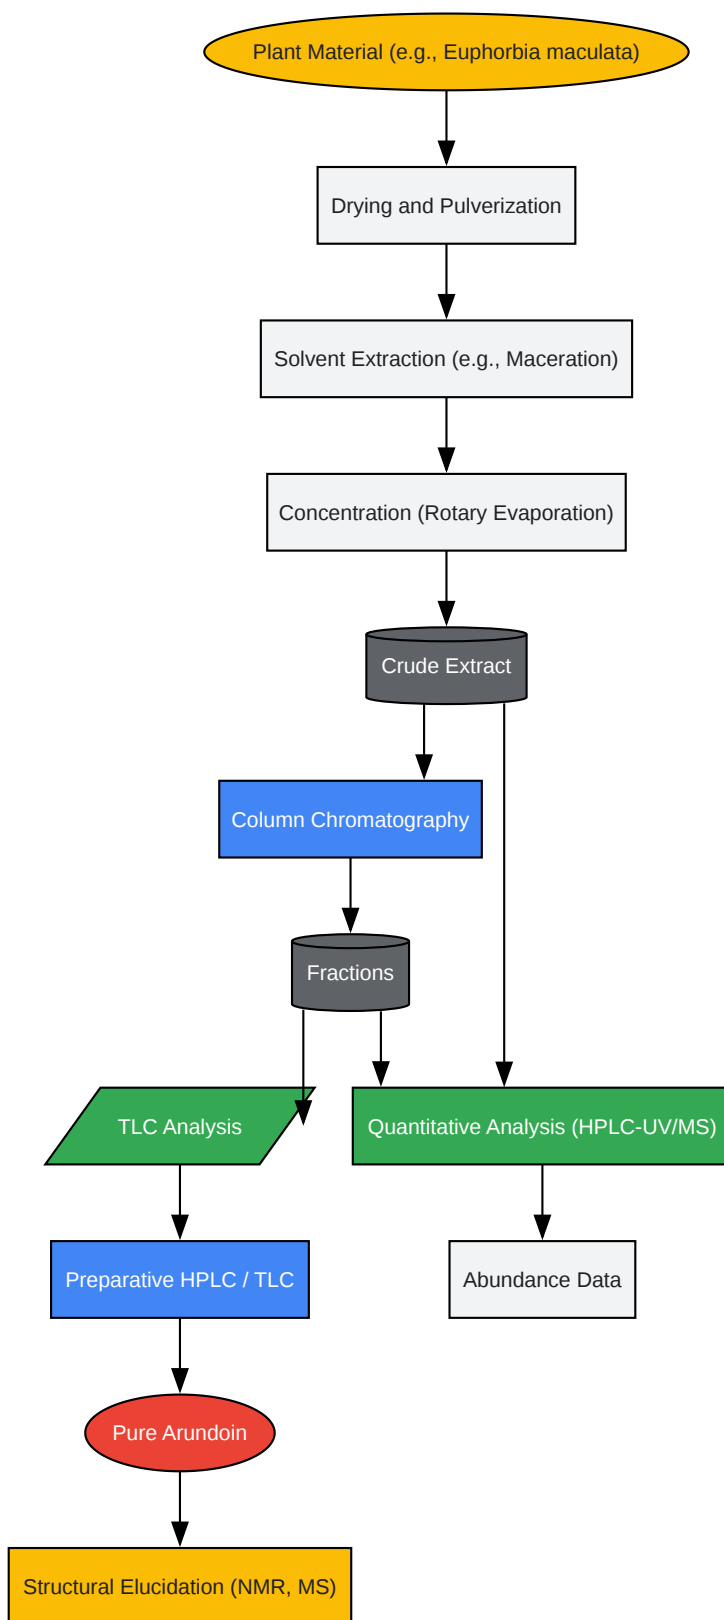 Plant Material (e.g., Euphorbia maculata)
Drying and Pulverization
Solvent Extraction (e.g., Maceration)
Concentration (Rotary Evaporation)
Crude Extract
Column Chromatography
Fractions
TLC Analysis
Quantitative Analysis (HPLC-UV/MS)
Preparative HPLC / TLC
Abundance Data
Pure Arundoin
Structural Elucidation (NMR, MS)